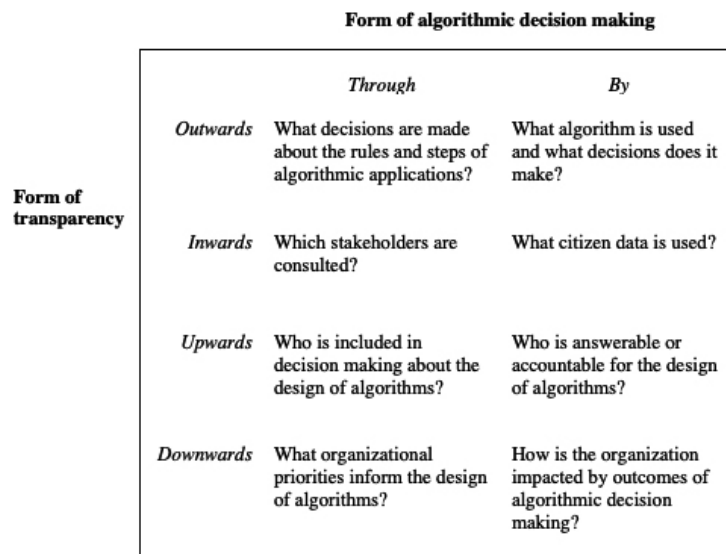 Form of algorithmic decision making
Through By
Outwards What decisions are made What algorithm is used
about the rules and steps of and what decisions does it
algorithmic applications? make?
Form of
transparency
Inwards Which stakeholders are What citizen data is used?
consulted?
Upwards Who is included in Who is answerable or
decision making about the accountable for the design
design of algorithms? of algorithms?
Downwards What organizational How is the organization
priorities inform the design impacted by outcomes of
of algorithms? algorithmic decision
making?